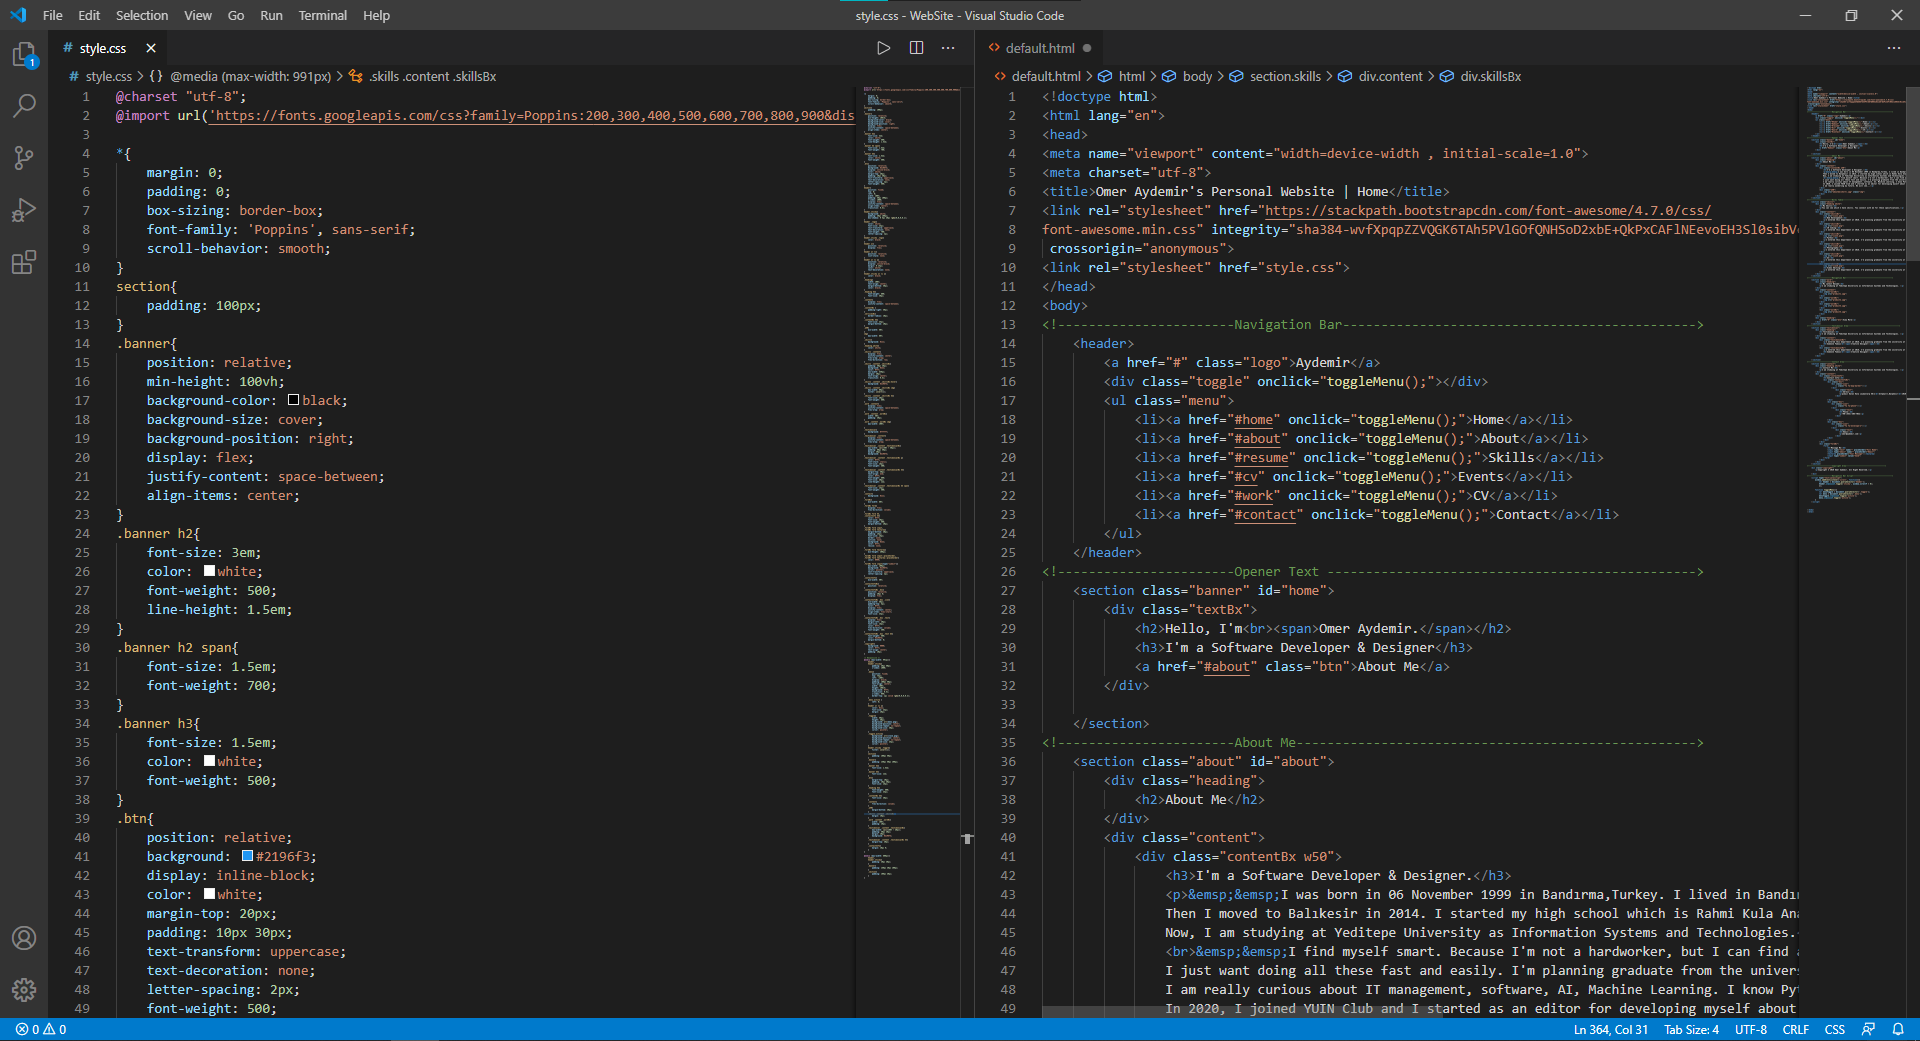 File Edit Selection View Go Run Terminal Help
style.css - WebSite - Visual Studio Code
1
# style.css
# style.css > {} @media (max-width: 991px) > .skills .content .skillsBx
1 @charset "utf-8";
2 @import url('https://fonts.googleapis.com/css?family=Poppins:200,300,400,500,600,700,800,900&dis
3
4 *{
5 margin: 0;
6 padding: 0;
7 box-sizing: border-box;
8 font-family: 'Poppins', sans-serif;
9 scroll-behavior: smooth;
10 }
11 section{
12 padding: 100px;
13 }
14 .banner{
15 position: relative;
16 min-height: 100vh;
17 background-color: black;
18 background-size: cover;
19 background-position: right;
20 display: flex;
21 justify-content: space-between;
22 align-items: center;
23 }
24 .banner h2{
25 font-size: 3em;
26 color: white;
27 font-weight: 500;
28 line-height: 1.5em;
29 }
30 .banner h2 span{
31 font-size: 1.5em;
32 font-weight: 700;
33 }
34 .banner h3{
35 font-size: 1.5em;
36 color: white;
37 font-weight: 500;
38 }
39 .btn{
40 position: relative;
41 background: #2196f3;
42 display: inline-block;
43 color: white;
44 margin-top: 20px;
45 padding: 10px 30px;
46 text-transform: uppercase;
47 text-decoration: none;
48 letter-spacing: 2px;
49 font-weight: 500;
default.html
default.html > html > body > section.skills > div.content > div.skillsBx
1 <!doctype html>
2 <html lang="en">
3 <head>
4 <meta name="viewport" content="width=device-width , initial-scale=1.0">
5 <meta charset="utf-8">
6 <title>Omer Aydemir's Personal Website | Home</title>
7 <link rel="stylesheet" href="https://stackpath.bootstrapcdn.com/font-awesome/4.7.0/css/
8 font-awesome.min.css" integrity="sha384-wvfXpqpZZVQGK6TAh5PVlGOfQNHSoD2xbE+QkPxCAFlNEevoEH3Sl0sibV
9 crossorigin="anonymous">
10 <link rel="stylesheet" href="style.css">
11 </head>
12 <body>
13 <!-----------------------Navigation Bar---------------------------------------------->
14 <header>
15 <a href="#" class="logo">Aydemir</a>
16 <div class="toggle" onclick="toggleMenu();"></div>
17 <ul class="menu">
18 <li><a href="#home" onclick="toggleMenu();">Home</a></li>
19 <li><a href="#about" onclick="toggleMenu();">About</a></li>
20 <li><a href="#resume" onclick="toggleMenu();">Skills</a></li>
21 <li><a href="#cv" onclick="toggleMenu();">Events</a></li>
22 <li><a href="#work" onclick="toggleMenu();">CV</a></li>
23 <li><a href="#contact" onclick="toggleMenu();">Contact</a></li>
24 </ul>
25 </header>
26 <!-----------------------Opener Text ------------------------------------------------>
27 <section class="banner" id="home">
28 <div class="textBx">
29 <h2>Hello, I'm<br><span>Omer Aydemir.</span></h2>
30 <h3>I'm a Software Developer & Designer</h3>
31 <a href="#about" class="btn">About Me</a>
32 </div>
33
34 </section>
35 <!-----------------------About Me---------------------------------------------------->
36 <section class="about" id="about">
37 <div class="heading">
38 <h2>About Me</h2>
39 </div>
40 <div class="content">
41 <div class="contentBx w50">
42 <h3>I'm a Software Developer & Designer.</h3>
43 <p>&emsp;&emsp;I was born in 06 November 1999 in Bandırma,Turkey. I lived in Bandı
44 Then I moved to Balıkesir in 2014. I started my high school which is Rahmi Kula An
45 Now, I am studying at Yeditepe University as Information Systems and Technologies.
46 <br>&emsp;&emsp;I find myself smart. Because I'm not a hardworker, but I can find
47 I just want doing all these fast and easily. I'm planning graduate from the univer
48 I am really curious about IT management, software, AI, Machine Learning. I know Py
49 In 2020, I joined YUIN Club and I started as an editor for developing myself about
0 0
Ln 364, Col 31 Tab Size: 4 UTF-8 CRLF CSS